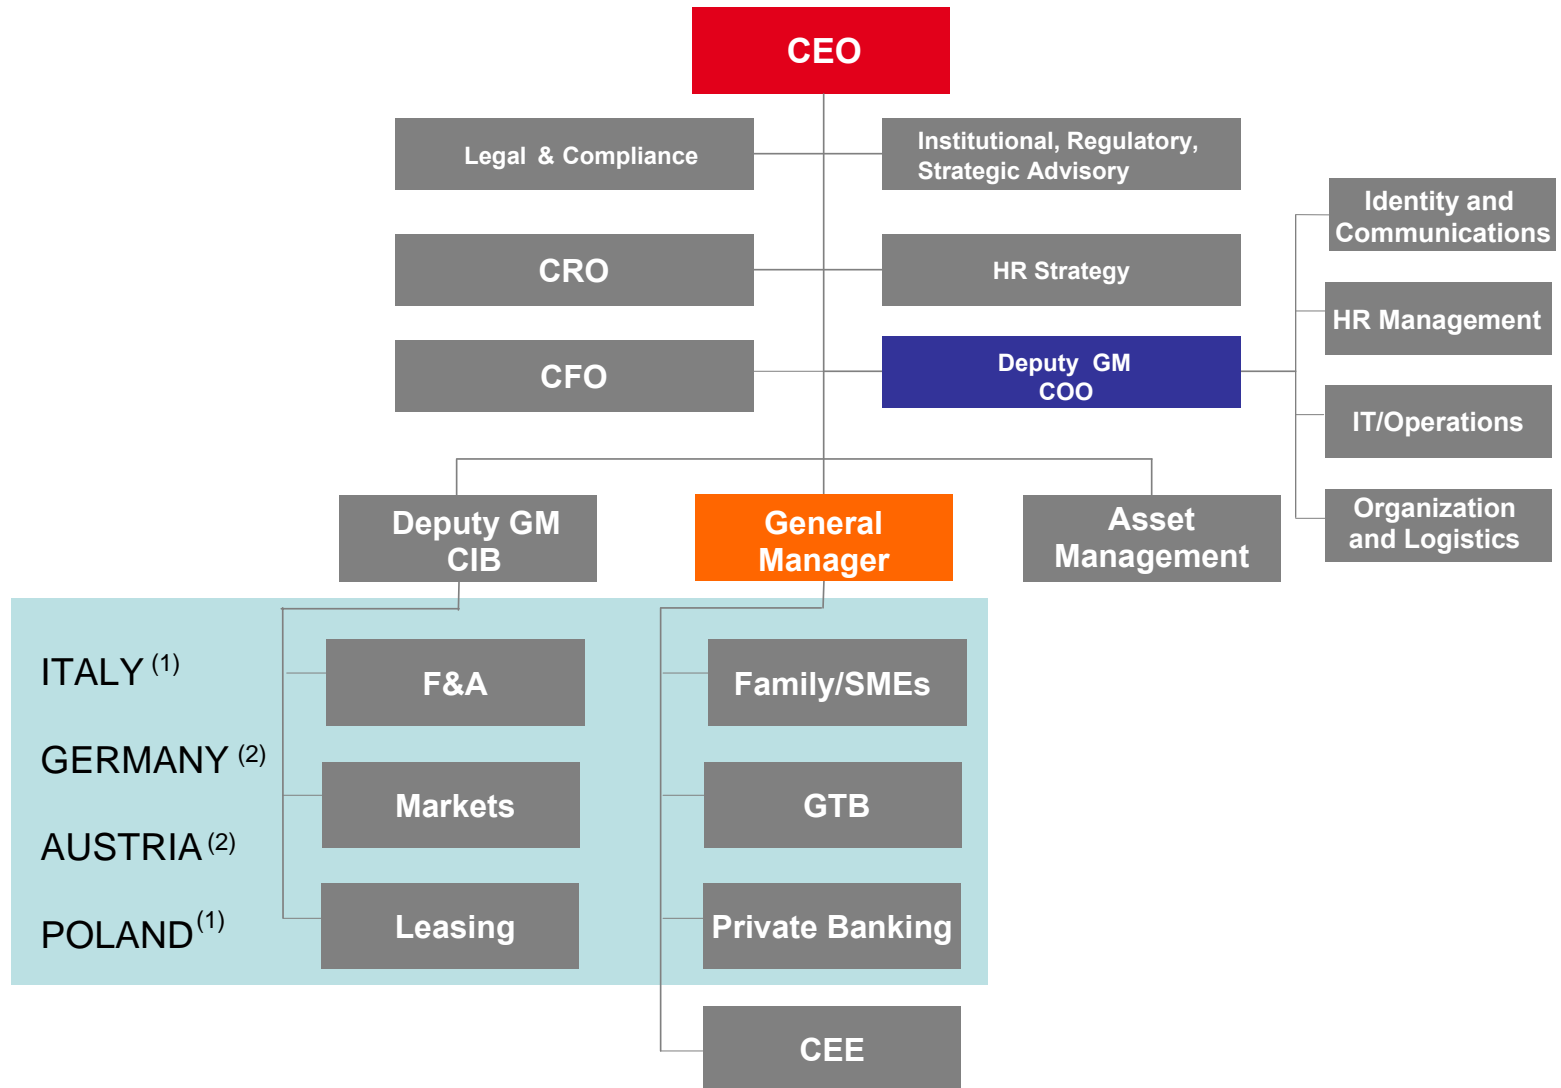 CEO
Legal & Compliance
Institutional, Regulatory,
Strategic Advisory
Identity and
Communications
CRO
HR Strategy
HR Management
CFO
Deputy GM
COO
IT/Operations
Organization
and Logistics
Deputy GM
CIB
General
Manager
Asset
Management
ITALY (1)
GERMANY (2)
AUSTRIA (2)
POLAND (1)
F&A
Markets
Leasing
Family/SMEs
GTB
Private Banking
CEE